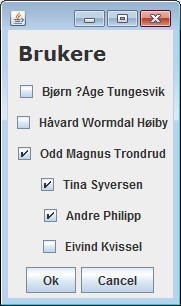 Brukere
Bjørn ?Åge Tungesvik
Håvard Wormdal Høiby
Odd Magnus Trondrud
Tina Syversen
Andre Philipp
Eivind Kvissel
Ok Cancel